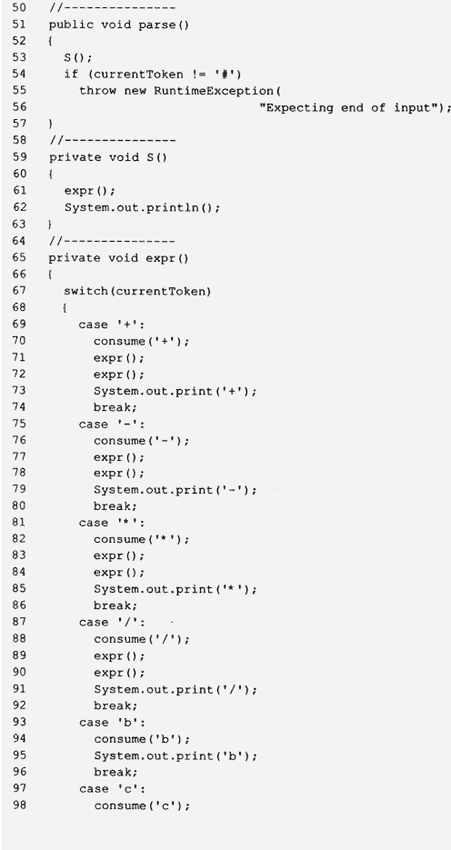 50 //---------------
51 public void parse()
52 {
53 S();
54 if (currentToken != '#')
55 throw new RuntimeException(
56 "Expecting end of input");
57 }
58 //---------------
59 private void S()
60 {
61 expr();
62 System.out.println();
63 }
64 //---------------
65 private void expr()
66 {
67 switch(currentToken)
68 {
69 case '+':
70 consume('+');
71 expr();
72 expr();
73 System.out.print('+');
74 break;
75 case '-':
76 consume('-');
77 expr();
78 expr();
79 System.out.print('-');
80 break;
81 case '*':
82 consume('*');
83 expr();
84 expr();
85 System.out.print('*');
86 break;
87 case '/':
88 consume('/');
89 expr();
90 expr();
91 System.out.print('/');
92 break;
93 case 'b':
94 consume('b');
95 System.out.print('b');
96 break;
97 case 'c':
98 consume('c');